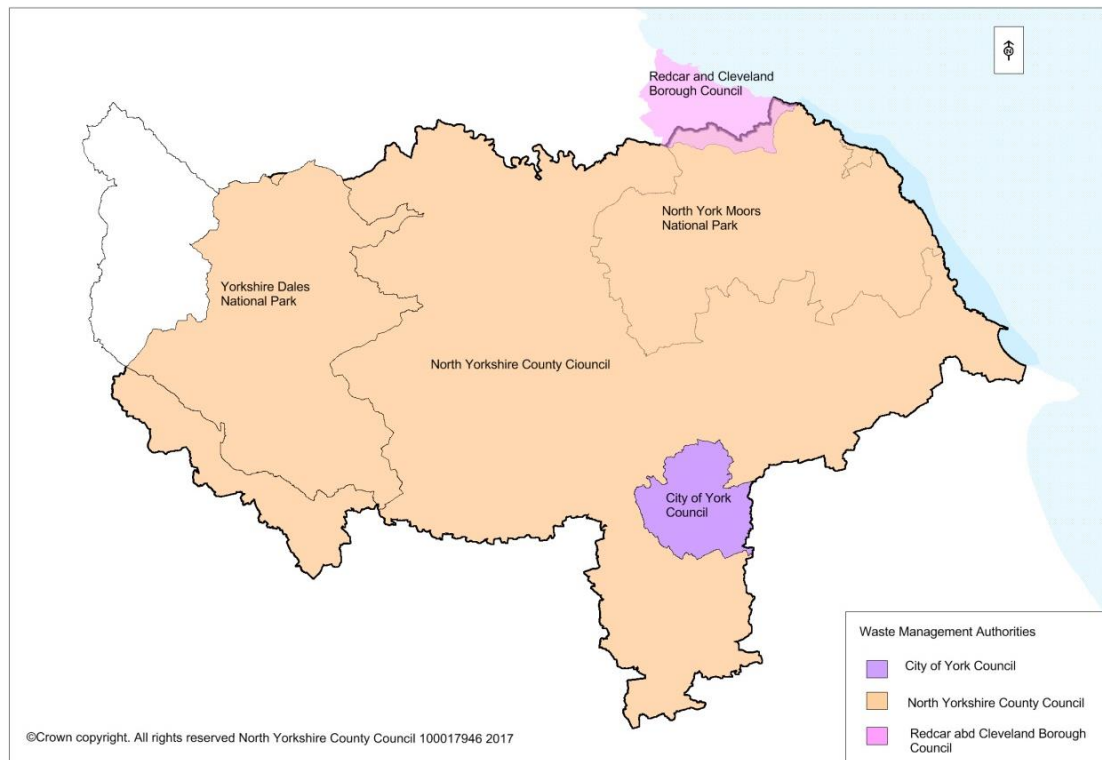 Redcar and Cleveland
Borough Council
N
North York Moors
National Park
Yorkshire Dales
National Park
North Yorkshire County Ciouncil
City of York
Council
Waste Management Authorities
City of York Council
North Yorkshire County Council
Redcar abd Cleveland Borough
Council
©Crown copyright. All rights reserved North Yorkshire County Council 100017946 2017